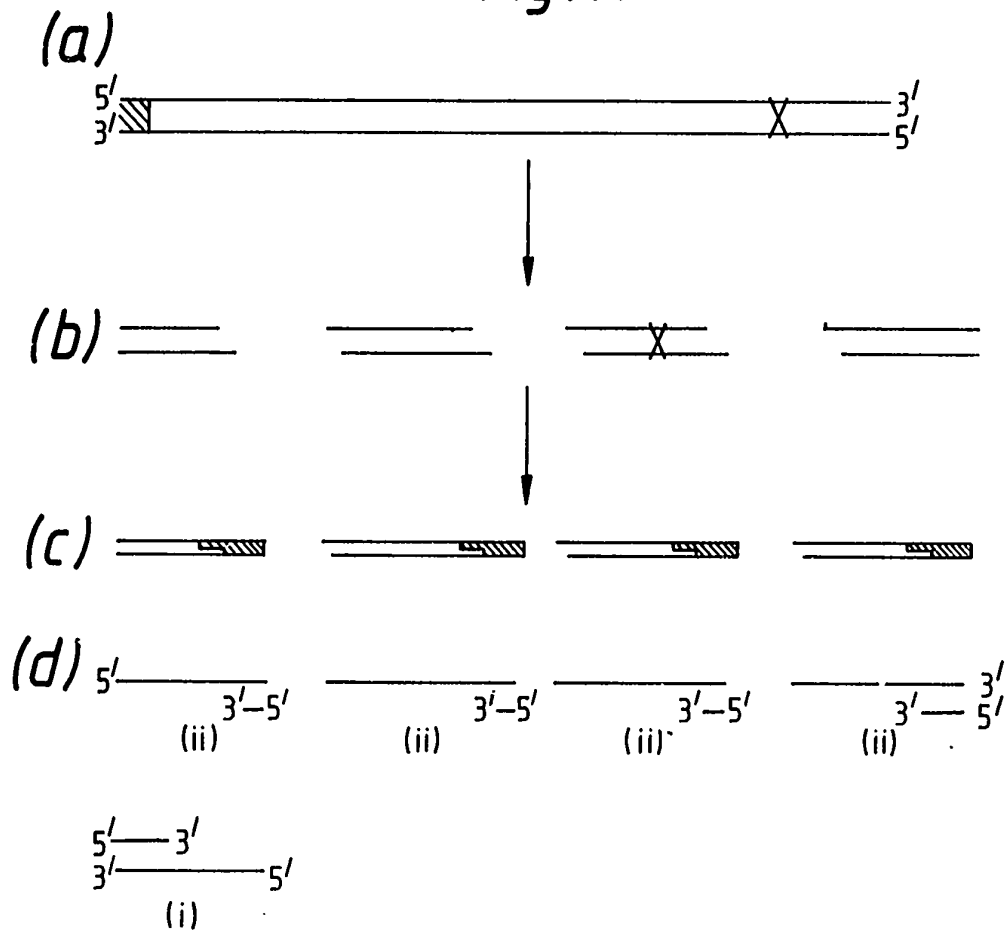 (a)
5' 3'
3' 5'
(b)
(c)
(d) 5' 3'
3'–5' 3'–5' 3'–5' 3' 5'
(ii) (ii) (ii) (ii)
5' 3'
3' 5'
(i)